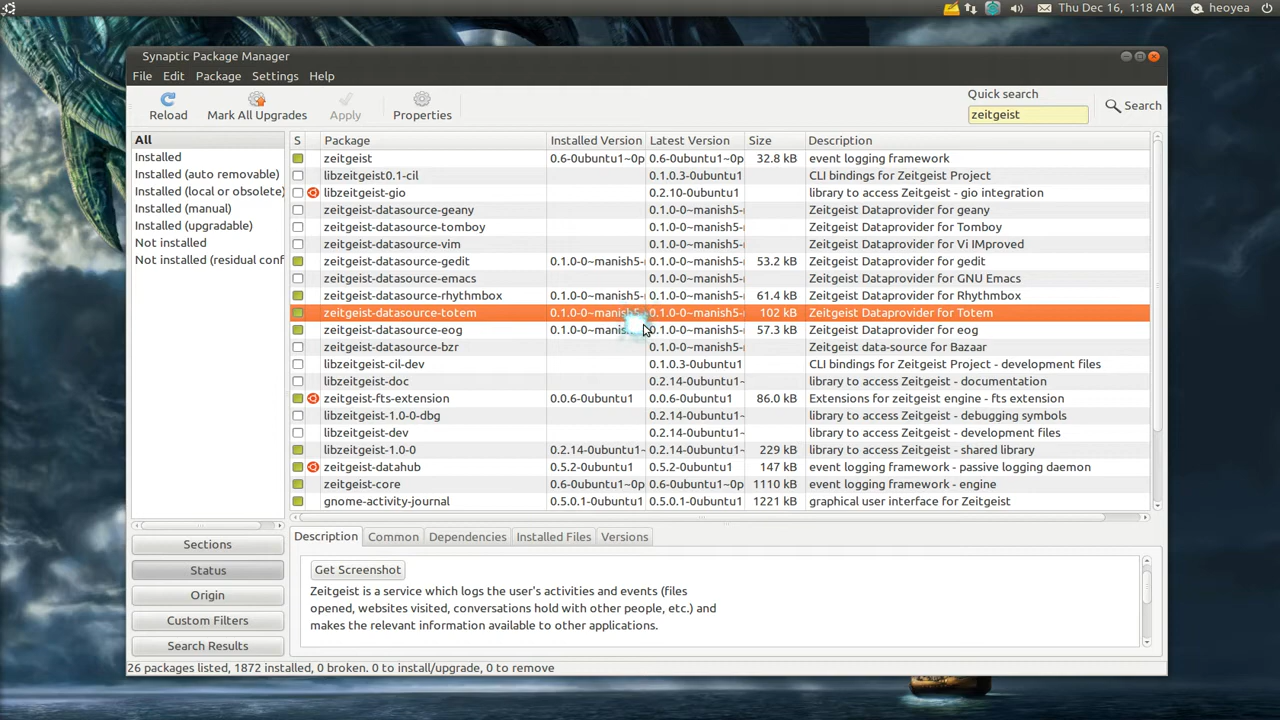 Thu Dec 16, 1:18 AM heoyea
Synaptic Package Manager
File Edit Package Settings Help
Reload Mark All Upgrades Apply Properties
Quick search
zeitgeist
Search
All
Installed
Installed (auto removable)
Installed (local or obsolete)
Installed (manual)
Installed (upgradable)
Not installed
Not installed (residual conf
S Package Installed Version Latest Version Size Description
zeitgeist 0.6-0ubuntu1~0p 0.6-0ubuntu1~0p 32.8 kB event logging framework
libzeitgeist0.1-cil 0.1.0.3-0ubuntu1 CLI bindings for Zeitgeist Project
libzeitgeist-gio 0.2.10-0ubuntu1 library to access Zeitgeist - gio integration
zeitgeist-datasource-geany 0.1.0-0~manish5- Zeitgeist Dataprovider for geany
zeitgeist-datasource-tomboy 0.1.0-0~manish5- Zeitgeist Dataprovider for Tomboy
zeitgeist-datasource-vim 0.1.0-0~manish5- Zeitgeist Dataprovider for Vi IMproved
zeitgeist-datasource-gedit 0.1.0-0~manish5- 0.1.0-0~manish5- 53.2 kB Zeitgeist Dataprovider for gedit
zeitgeist-datasource-emacs 0.1.0-0~manish5- Zeitgeist Dataprovider for GNU Emacs
zeitgeist-datasource-rhythmbox 0.1.0-0~manish5- 0.1.0-0~manish5- 61.4 kB Zeitgeist Dataprovider for Rhythmbox
zeitgeist-datasource-totem 0.1.0-0~manish5- 0.1.0-0~manish5- 102 kB Zeitgeist Dataprovider for Totem
zeitgeist-datasource-eog 0.1.0-0~manis 0.1.0-0~manish5- 57.3 kB Zeitgeist Dataprovider for eog
zeitgeist-datasource-bzr 0.1.0-0~manish5- Zeitgeist data-source for Bazaar
libzeitgeist-cil-dev 0.1.0.3-0ubuntu1 CLI bindings for Zeitgeist Project - development files
libzeitgeist-doc 0.2.14-0ubuntu1~ library to access Zeitgeist - documentation
zeitgeist-fts-extension 0.0.6-0ubuntu1 0.0.6-0ubuntu1 86.0 kB Extensions for zeitgeist engine - fts extension
libzeitgeist-1.0-0-dbg 0.2.14-0ubuntu1~ library to access Zeitgeist - debugging symbols
libzeitgeist-dev 0.2.14-0ubuntu1~ library to access Zeitgeist - development files
libzeitgeist-1.0-0 0.2.14-0ubuntu1~ 0.2.14-0ubuntu1~ 229 kB library to access Zeitgeist - shared library
zeitgeist-datahub 0.5.2-0ubuntu1 0.5.2-0ubuntu1 147 kB event logging framework - passive logging daemon
zeitgeist-core 0.6-0ubuntu1~0p 0.6-0ubuntu1~0p 1110 kB event logging framework - engine
gnome-activity-journal 0.5.0.1-0ubuntu1 0.5.0.1-0ubuntu1 1221 kB graphical user interface for Zeitgeist
Sections
Status
Origin
Custom Filters
Search Results
Description Common Dependencies Installed Files Versions
Get Screenshot
Zeitgeist is a service which logs the user's activities and events (files
opened, websites visited, conversations hold with other people, etc.) and
makes the relevant information available to other applications.
26 packages listed, 1872 installed, 0 broken. 0 to install/upgrade, 0 to remove